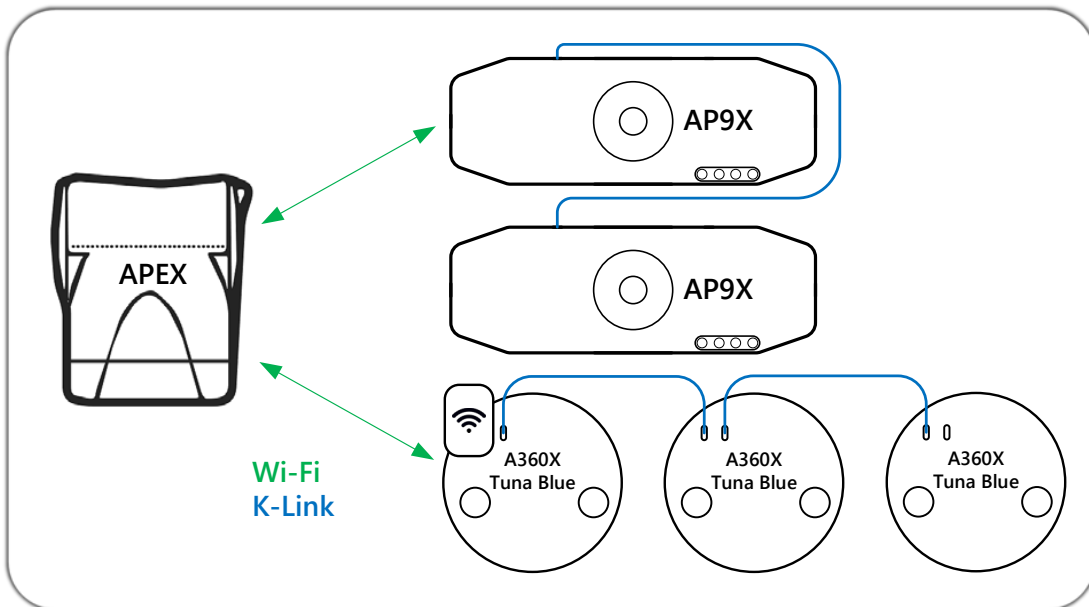 AP9X
APEX
AP9X
Wi-Fi
K-Link
A360X
Tuna Blue
A360X
Tuna Blue
A360X
Tuna Blue